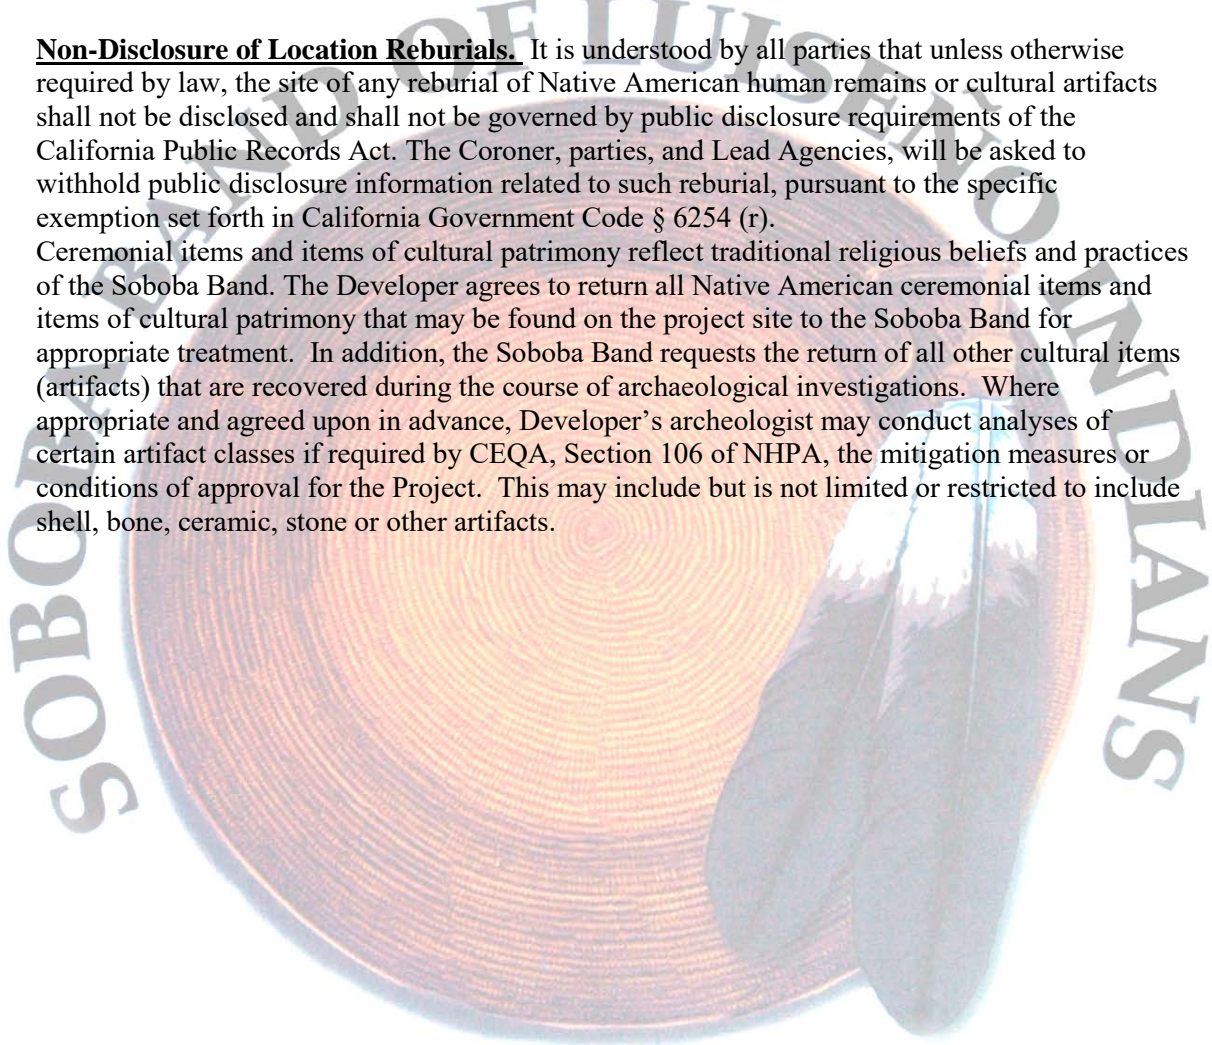 SOBOBA BAND OF LUISEÑO INDIANS
Non-Disclosure of Location Reburials.  It is understood by all parties that unless otherwise
required by law, the site of any reburial of Native American human remains or cultural artifacts
shall not be disclosed and shall not be governed by public disclosure requirements of the
California Public Records Act. The Coroner, parties, and Lead Agencies, will be asked to
withhold public disclosure information related to such reburial, pursuant to the specific
exemption set forth in California Government Code § 6254 (r).
Ceremonial items and items of cultural patrimony reflect traditional religious beliefs and practices
of the Soboba Band. The Developer agrees to return all Native American ceremonial items and
items of cultural patrimony that may be found on the project site to the Soboba Band for
appropriate treatment.  In addition, the Soboba Band requests the return of all other cultural items
(artifacts) that are recovered during the course of archaeological investigations.  Where
appropriate and agreed upon in advance, Developer’s archeologist may conduct analyses of
certain artifact classes if required by CEQA, Section 106 of NHPA, the mitigation measures or
conditions of approval for the Project.  This may include but is not limited or restricted to include
shell, bone, ceramic, stone or other artifacts.